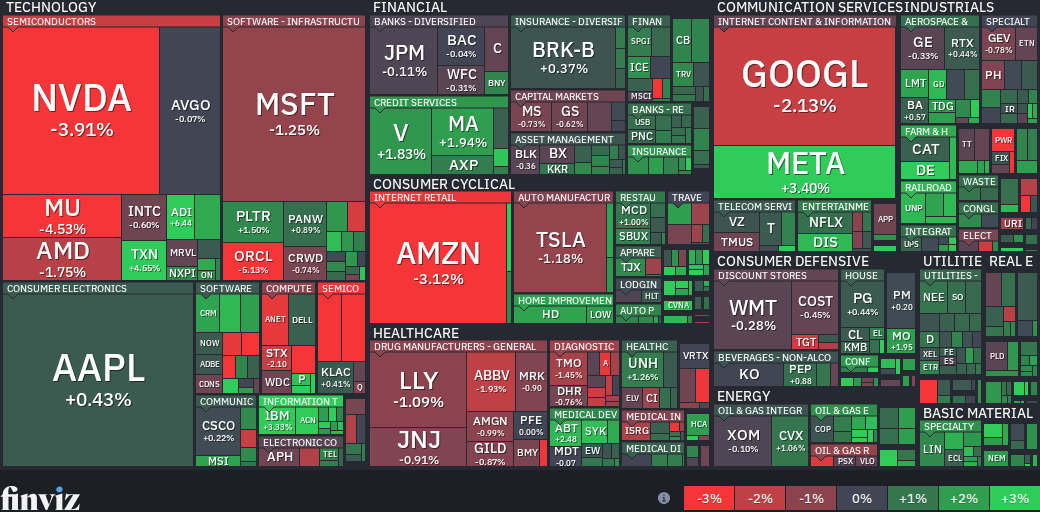 TECHNOLOGY
SEMICONDUCTORS
NVDA
-3.91%
AVGO
-0.07%
MU
-4.53%
AMD
-1.75%
INTC
-0.60%
ADI
+6.44
TXN
+4.55%
MRVL
NXPI
ON
SOFTWARE - INFRASTRUCTU
MSFT
-1.25%
PLTR
+1.50%
PANW
+0.89%
ORCL
-5.13%
CRWD
-0.74%
CONSUMER ELECTRONICS
AAPL
+0.43%
SOFTWARE
CRM
NOW
ADBE
CDNS
COMMUNIC
CSCO
+0.22%
MSI
COMPUTE
ANET
DELL
STX
-2.10
WDC
P
SEMICO
KLAC
+0.41%
Q
INFORMATION T
IBM
+3.33%
ACN
ELECTRONIC CO
APH
TEL
FINANCIAL
BANKS - DIVERSIFIED
JPM
-0.11%
BAC
-0.04%
C
WFC
-0.31%
BNY
CREDIT SERVICES
V
+1.83%
MA
+1.94%
AXP
INSURANCE - DIVERSIF
BRK-B
+0.37%
CAPITAL MARKETS
MS
-0.73%
GS
-0.62%
ASSET MANAGEMENT
BLK
-0.36
BX
KKR
FINAN
SPGI
ICE
MSCI
CB
TRV
BANKS - RE
USB
PNC
INSURANCE
CONSUMER CYCLICAL
INTERNET RETAIL
AMZN
-3.12%
AUTO MANUFACTUR
TSLA
-1.18%
HOME IMPROVEMEN
HD
LOW
RESTAU
MCD
+1.00%
SBUX
TRAVE
APPARE
TJX
LODGIN
HLT
AUTO P
CVNA
HEALTHCARE
DRUG MANUFACTURERS - GENERAL
LLY
-1.09%
JNJ
-0.91%
ABBV
-1.93%
MRK
-0.90
AMGN
-0.99%
GILD
-0.87%
PFE
0.00%
BMY
DIAGNOSTIC
TMO
-1.45%
A
DHR
-0.76%
MEDICAL DEV
ABT
+2.48
SYK
MDT
-0.07
EW
HEALTHC
UNH
+1.26%
ELV
CI
VRTX
MEDICAL IN
ISRG
HCA
MEDICAL DI
COMMUNICATION SERVICES
INTERNET CONTENT & INFORMATION
GOOGL
-2.13%
META
+3.40%
TELECOM SERVI
VZ
T
TMUS
ENTERTAINME
NFLX
DIS
APP
INDUSTRIALS
AEROSPACE &
GE
-0.33%
RTX
+0.44%
LMT
GD
BA
+0.57
TDG
SPECIALT
GEV
-0.78%
ETN
PH
IR
FARM & H
CAT
DE
TT
PWR
FIX
RAILROAD
UNP
WASTE
CONGL
URI
INTEGRAT
UPS
ELECT
CONSUMER DEFENSIVE
DISCOUNT STORES
WMT
-0.28%
COST
-0.45%
TGT
BEVERAGES - NON-ALCO
KO
PEP
+0.88
HOUSE
PG
+0.44%
CL
EL
KMB
CONF
PM
+0.20
MO
+1.95
UTILITIE
UTILITIES -
NEE
SO
D
XEL
FE
ES
ETR
REAL E
PLD
ENERGY
OIL & GAS INTEGR
XOM
-0.10%
CVX
+1.06%
OIL & GAS E
COP
OIL & GAS R
PSX
VLO
BASIC MATERIAL
SPECIALTY
LIN
ECL
NEM
finviz
-3%
-2%
-1%
0%
+1%
+2%
+3%